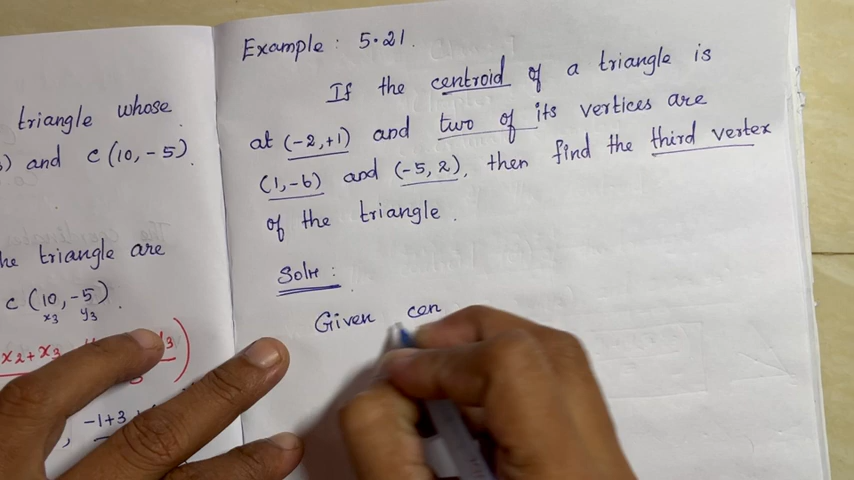 triangle whose
) and c (10, -5)
he triangle are
c (10, -5).
x3 y3
x2 + x3
3
-1+3
Example : 5.21.
If the centroid of a triangle is
at (-2, +1) and two of its vertices are
(1, -6) and (-5, 2), then find the third vertex
of the triangle.
Soln :
Given cen